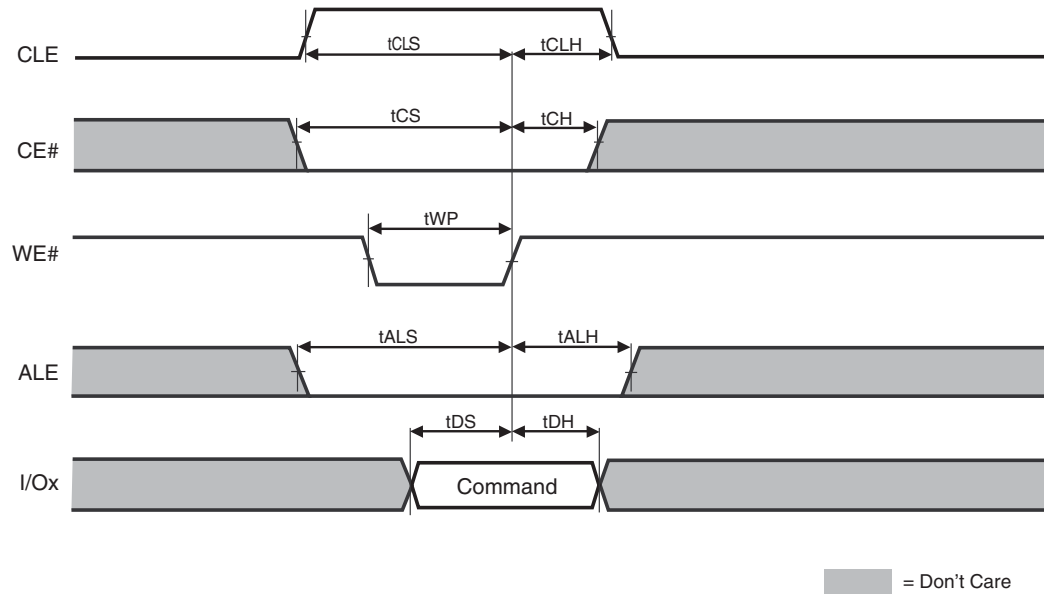 CLE
tCLS
tCLH
CE#
tCS
tCH
WE#
tWP
ALE
tALS
tALH
I/Ox
tDS
tDH
Command
= Don't Care